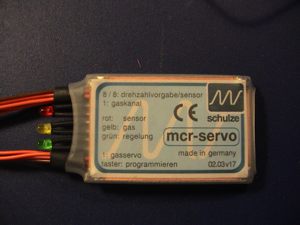 8 / 8: drehzahlvorgabe/sensor
1: gaskanal
rot: sensor
gelb: gas
grün: regelung
CE
schulze
mcr-servo
1: gasservo
made in germany
taster: programmieren
02.03v17